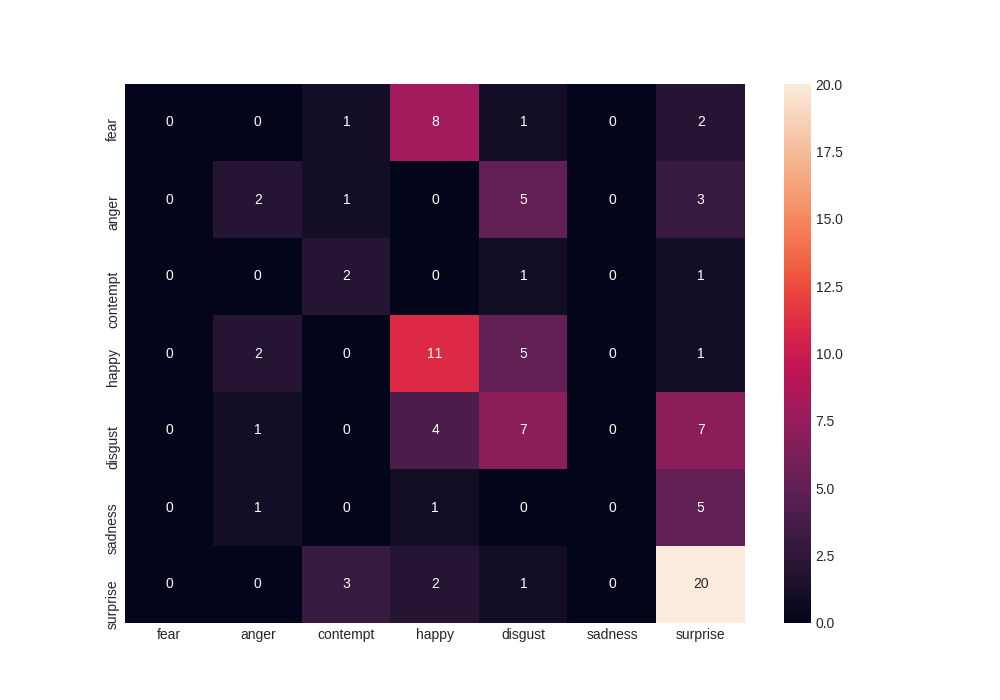 fear 0 0 1 8 1 0 2
anger 0 2 1 0 5 0 3
contempt 0 0 2 0 1 0 1
happy 0 2 0 11 5 0 1
disgust 0 1 0 4 7 0 7
sadness 0 1 0 1 0 0 5
surprise 0 0 3 2 1 0 20
fear anger contempt happy disgust sadness surprise
20.0
17.5
15.0
12.5
10.0
7.5
5.0
2.5
0.0